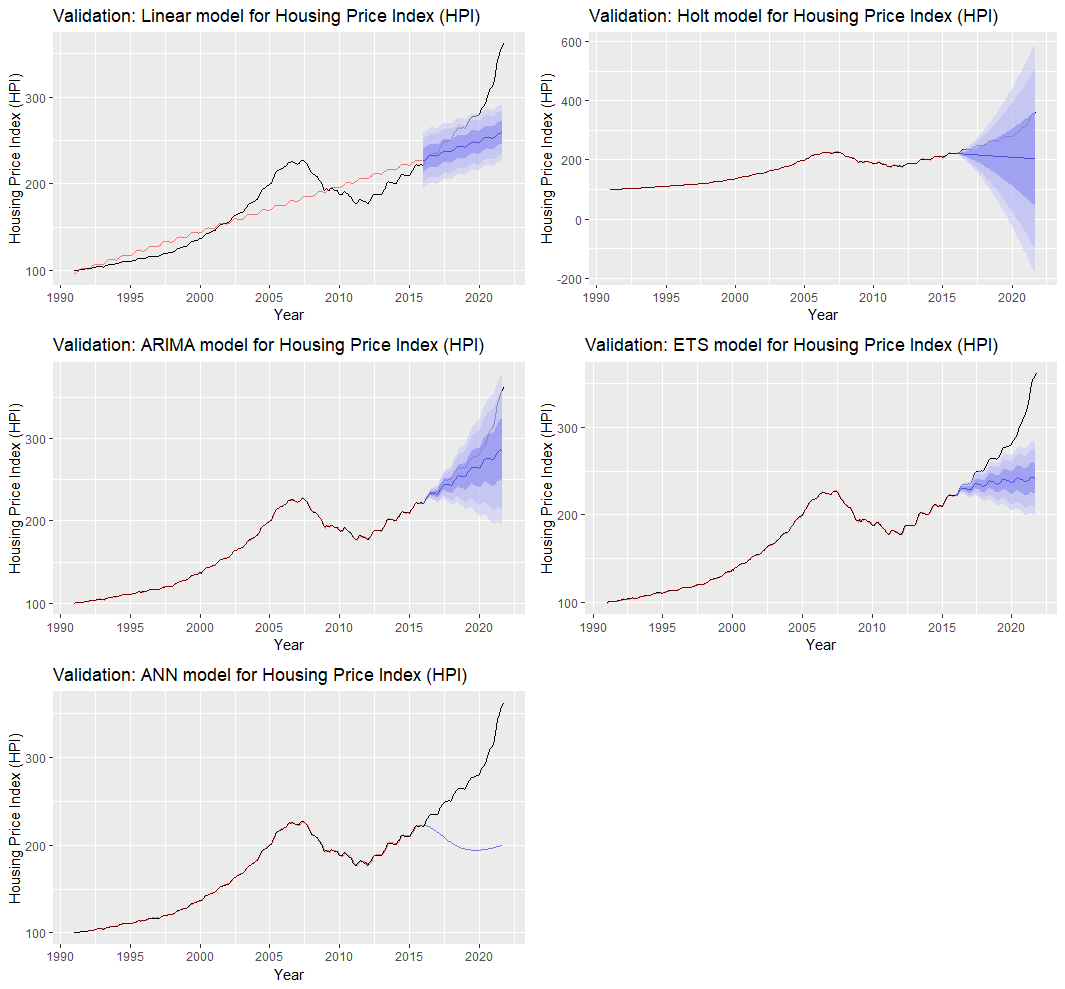 Validation: Linear model for Housing Price Index (HPI)
Housing Price Index (HPI)
300
200
100
1990 1995 2000 2005 2010 2015 2020
Year
Validation: Holt model for Housing Price Index (HPI)
Housing Price Index (HPI)
600
400
200
0
-200
1990 1995 2000 2005 2010 2015 2020
Year
Validation: ARIMA model for Housing Price Index (HPI)
Housing Price Index (HPI)
300
200
100
1990 1995 2000 2005 2010 2015 2020
Year
Validation: ETS model for Housing Price Index (HPI)
Housing Price Index (HPI)
300
200
100
1990 1995 2000 2005 2010 2015 2020
Year
Validation: ANN model for Housing Price Index (HPI)
Housing Price Index (HPI)
300
200
100
1990 1995 2000 2005 2010 2015 2020
Year